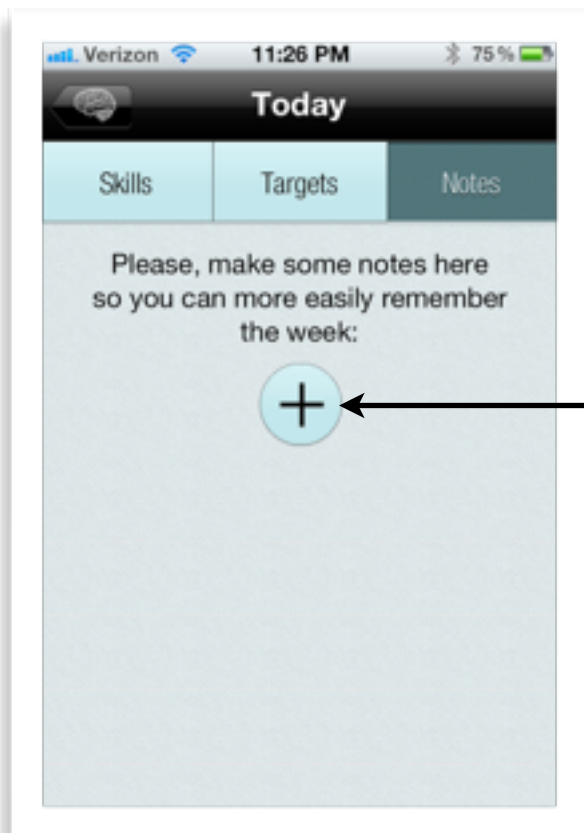 Verizon 11:26 PM 75%
Today
Skills Targets Notes
Please, make some notes here
so you can more easily remember
the week:
+